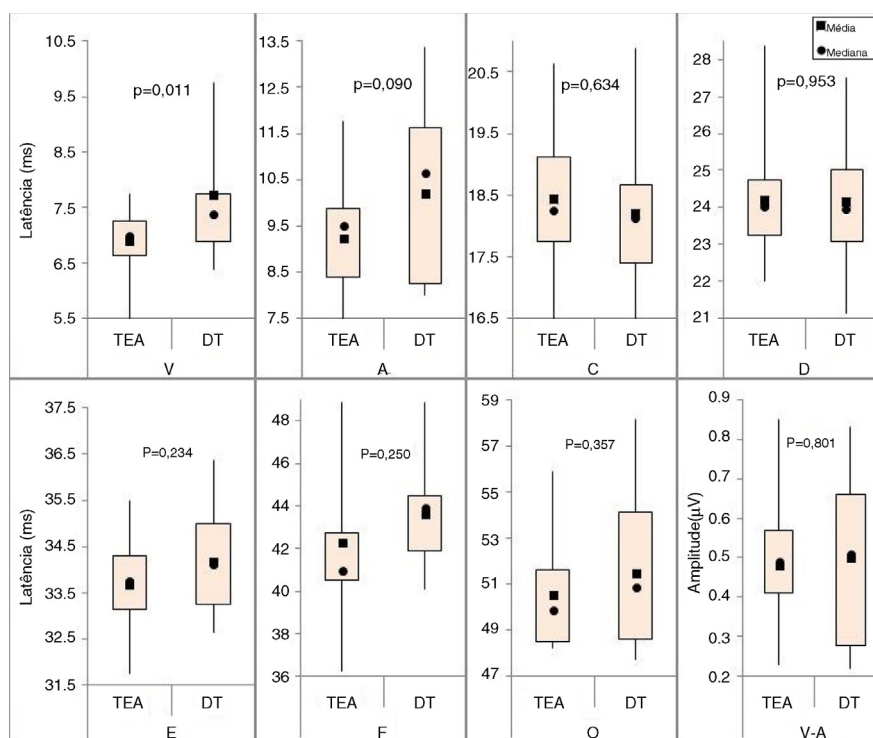 10.5
9.5
8.5
7.5
6.5
5.5
Latência (ms)
p=0,011
TEA
DT
V
13.5
12.5
11.5
10.5
9.5
8.5
7.5
p=0,090
TEA
DT
A
20.5
19.5
18.5
17.5
16.5
p=0,634
TEA
DT
C
28
27
26
25
24
23
22
21
p=0,953
Média
Mediana
TEA
DT
D
37.5
36.5
35.5
34.5
33.5
32.5
31.5
Latência (ms)
P=0,234
TEA
DT
E
48
46
44
42
40
38
36
P=0,250
TEA
DT
F
59
57
55
53
51
49
47
P=0,357
TEA
DT
O
0.9
0.8
0.7
0.6
0.5
0.4
0.3
0.2
Amplitude(µV)
P=0,801
TEA
DT
V-A